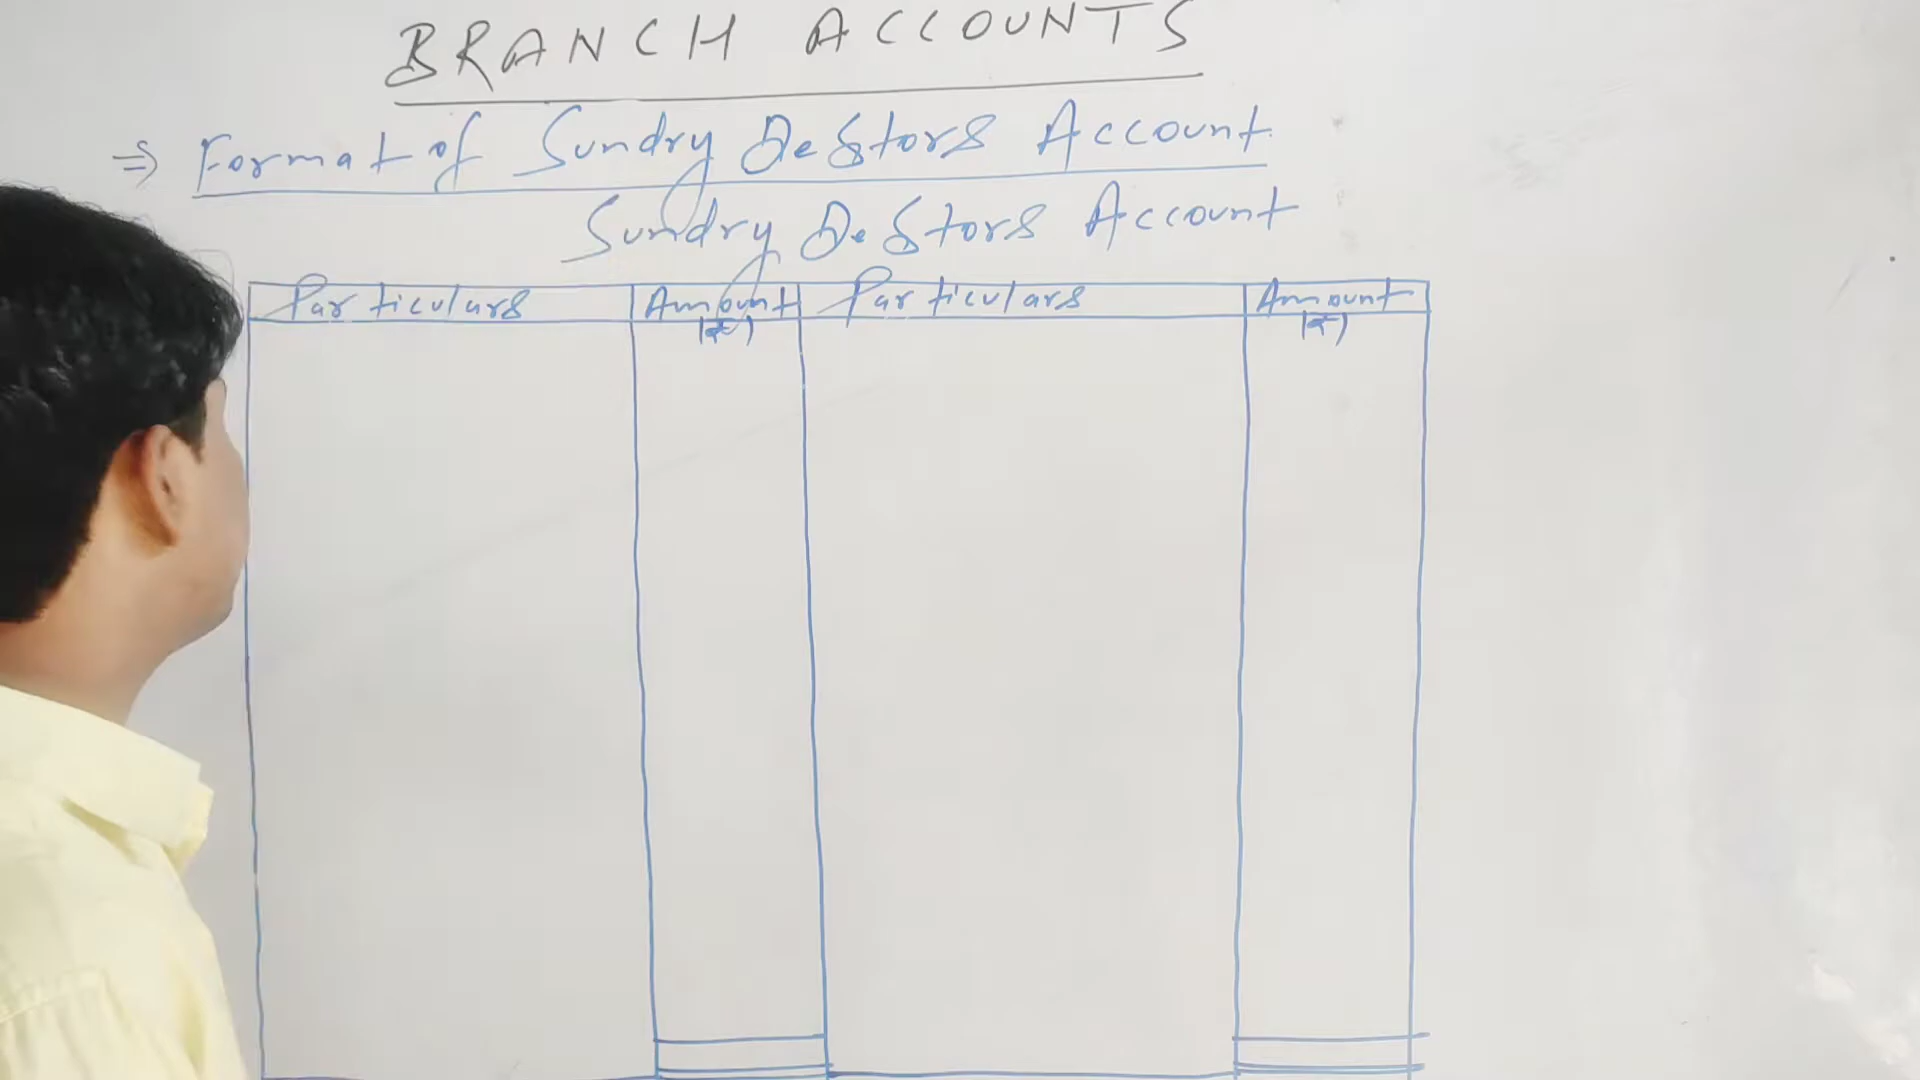 BRANCH ACCOUNTS
⇒ Format of Sundry Debtors Account
Sundry Debtors Account
Particulars Amount (₹) Particulars Amount (₹)